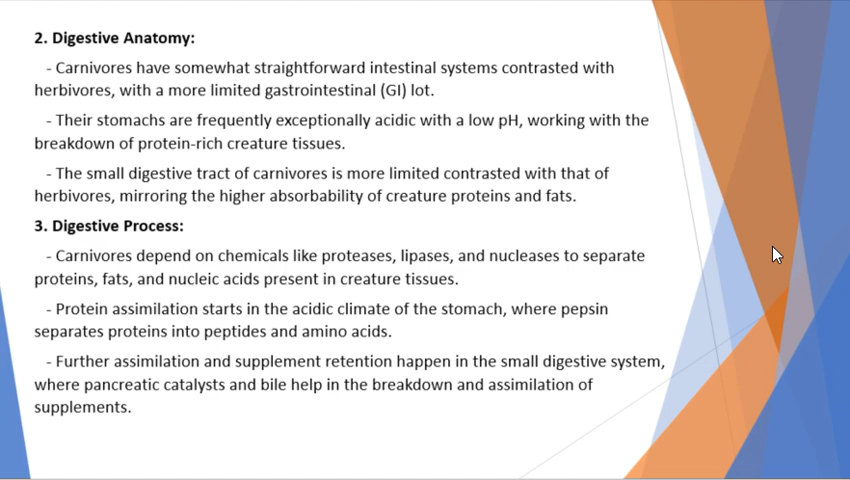 2. Digestive Anatomy:
- Carnivores have somewhat straightforward intestinal systems contrasted with
herbivores, with a more limited gastrointestinal (GI) lot.
- Their stomachs are frequently exceptionally acidic with a low pH, working with the
breakdown of protein-rich creature tissues.
- The small digestive tract of carnivores is more limited contrasted with that of
herbivores, mirroring the higher absorbability of creature proteins and fats.
3. Digestive Process:
- Carnivores depend on chemicals like proteases, lipases, and nucleases to separate
proteins, fats, and nucleic acids present in creature tissues.
- Protein assimilation starts in the acidic climate of the stomach, where pepsin
separates proteins into peptides and amino acids.
- Further assimilation and supplement retention happen in the small digestive system,
where pancreatic catalysts and bile help in the breakdown and assimilation of
supplements.